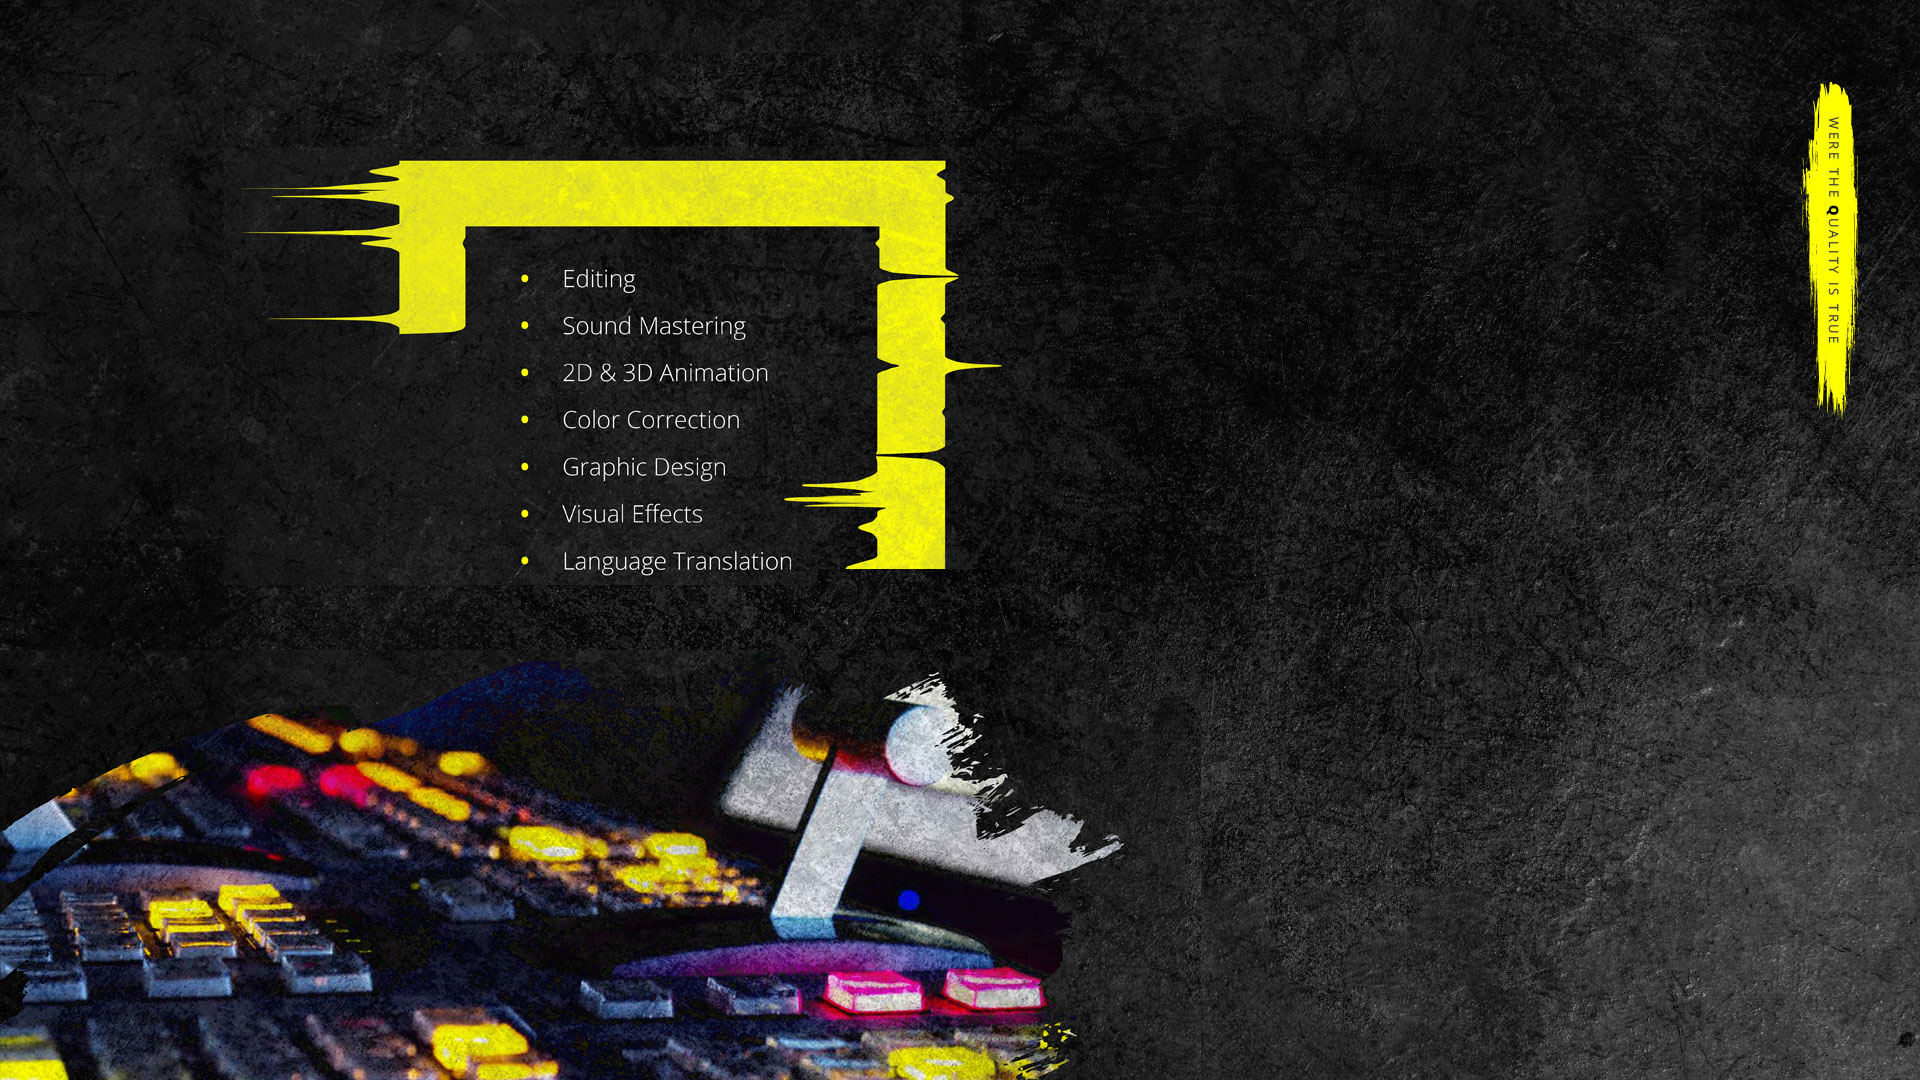 Editing
Sound Mastering
2D & 3D Animation
Color Correction
Graphic Design
Visual Effects
Language Translation
WERE THE QUALITY IS TRUE